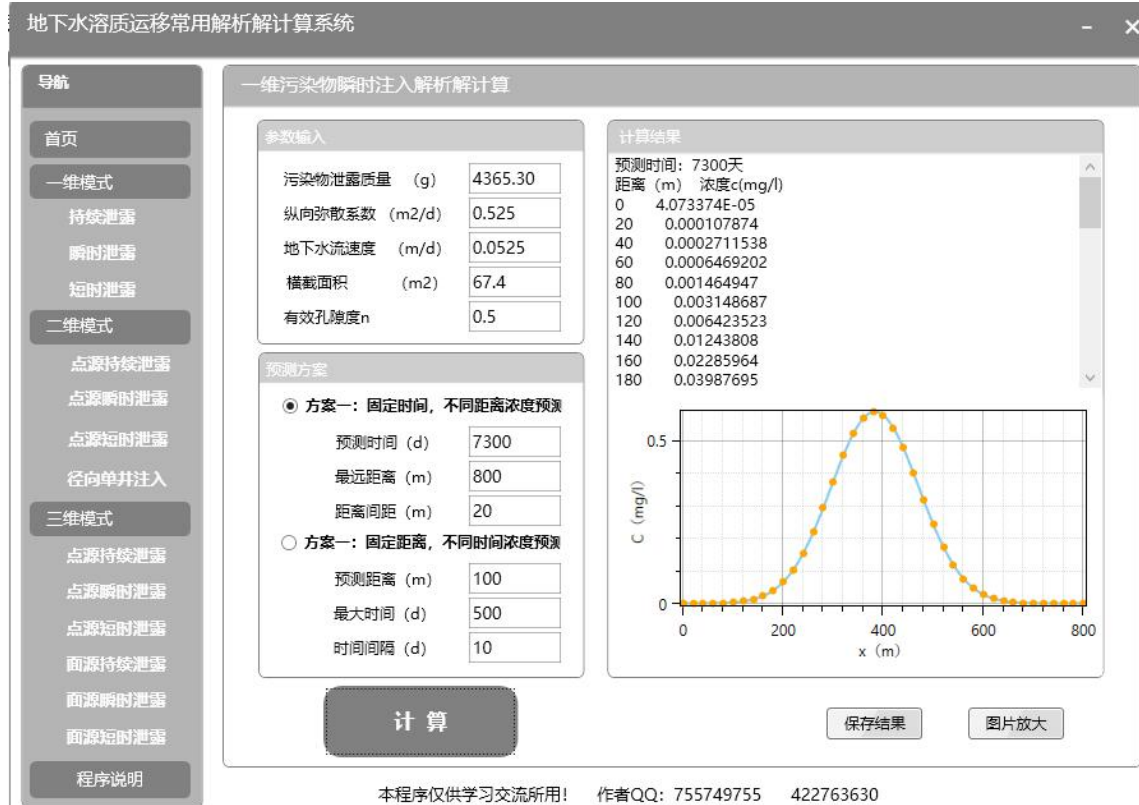 地下水溶质运移常用解析解计算系统
导航
首页
一维模式
持续泄露
瞬时泄露
短时泄露
二维模式
点源持续泄露
点源瞬时泄露
点源短时泄露
径向单井注入
三维模式
点源持续泄露
点源瞬时泄露
点源短时泄露
面源持续泄露
面源瞬时泄露
面源短时泄露
程序说明
一维污染物瞬时注入解析解计算
参数输入
污染物泄露质量 （g） 4365.30
纵向弥散系数 （m2/d） 0.525
地下水流速度 （m/d） 0.0525
横截面积 （m2） 67.4
有效孔隙度n 0.5
预测方案
方案一：固定时间，不同距离浓度预测
预测时间（d） 7300
最远距离（m） 800
距离间距（m） 20
方案一：固定距离，不同时间浓度预测
预测距离（m） 100
最大时间（d） 500
时间间隔（d） 10
计 算
计算结果
预测时间：7300天
距离（m） 浓度c(mg/l)
0 4.073374E-05
20 0.000107874
40 0.0002711538
60 0.0006469202
80 0.001464947
100 0.003148687
120 0.006423523
140 0.01243808
160 0.02285964
180 0.03987695
C（mg/l）
0.5
0
0 200 400 600 800
x（m）
保存结果 图片放大
本程序仅供学习交流所用！ 作者QQ：755749755 422763630